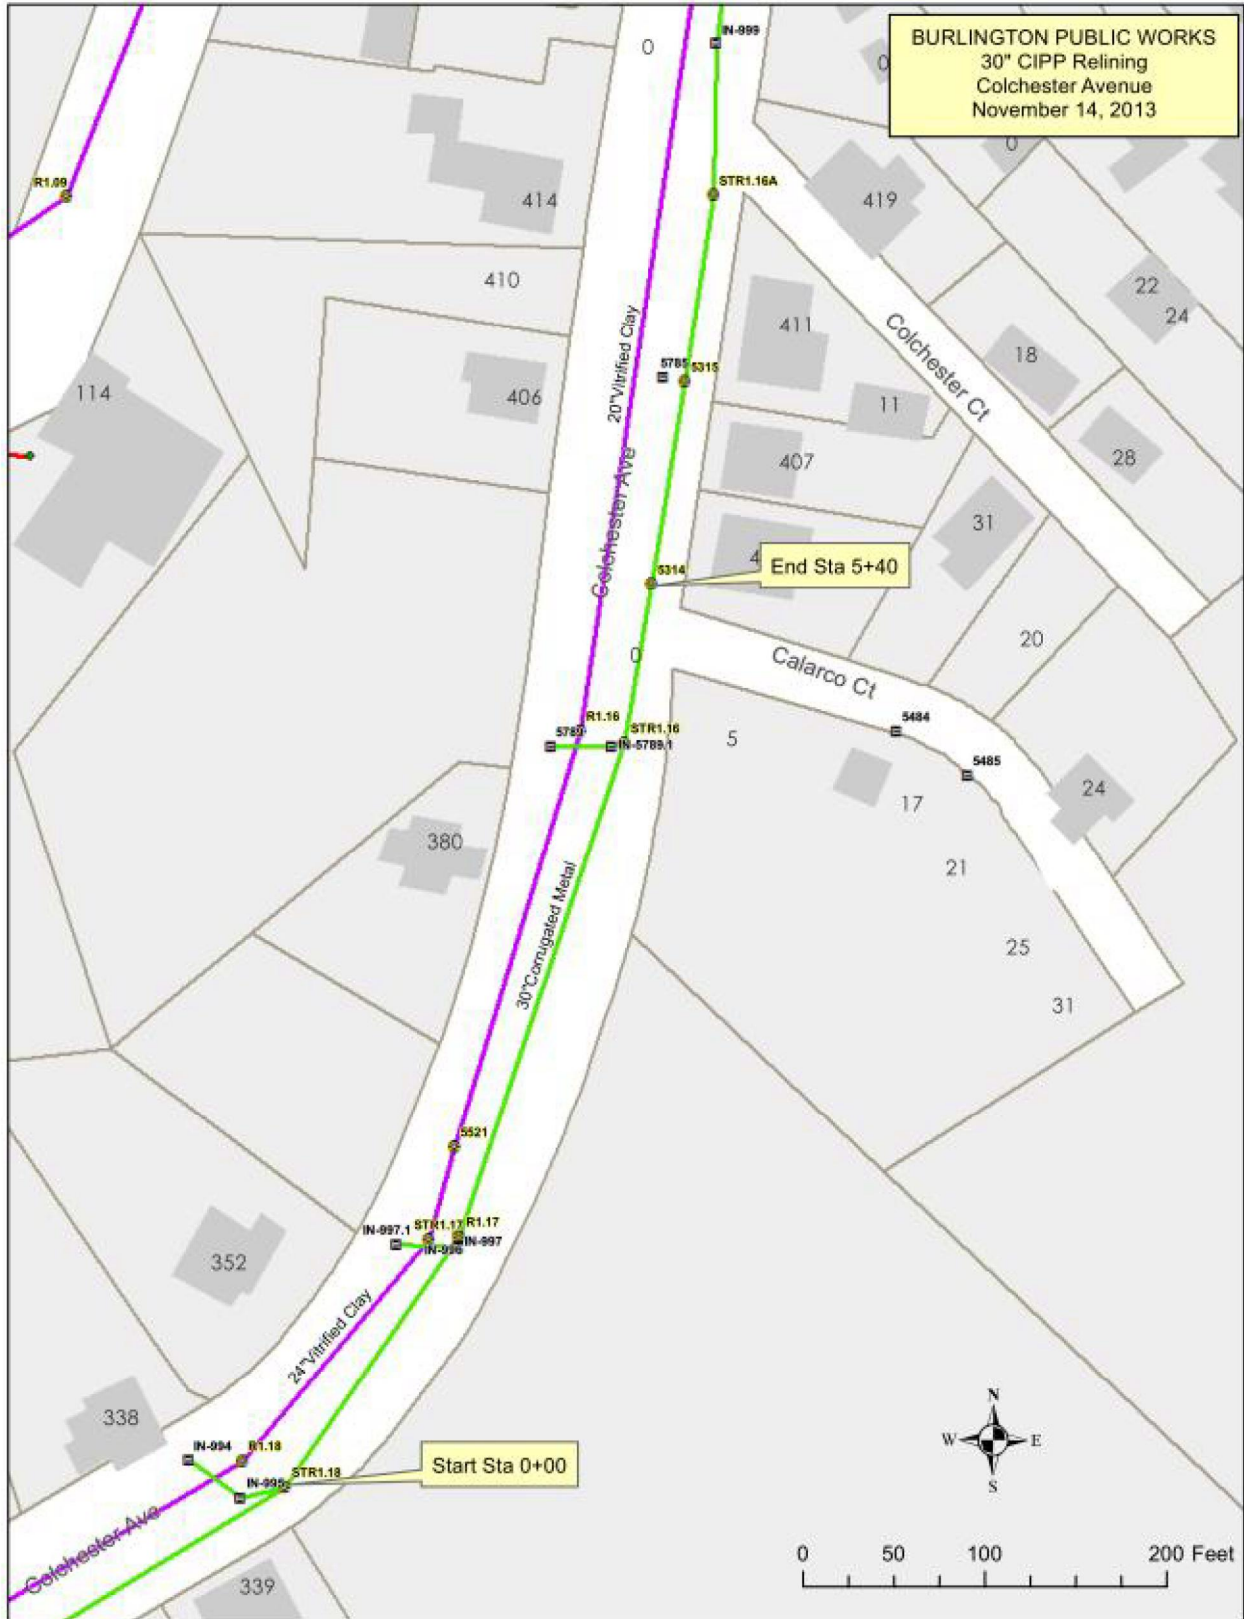 BURLINGTON PUBLIC WORKS
30" CIPP Relining
Colchester Avenue
November 14, 2013
IN-999
0
0
0
R1.09
STR1.16A
414
419
410
22
24
411
Colchester Ct
18
20"Vitrified Clay
5785
5315
114
406
11
Colchester Ave
407
28
31
4
End Sta 5+40
5314
20
0
Calarco Ct
R1.16
5789
STR1.16
IN-5789.1
5
5484
5485
17
24
380
21
30"Corrugated Metal
25
31
5521
IN-997.1
STR1.17
R1.17
IN-996
IN-997
352
24"Vitrified Clay
338
IN-994
R1.18
STR1.18
IN-995
Start Sta 0+00
N
W
E
S
Colchester Ave
339
0 50 100 200 Feet